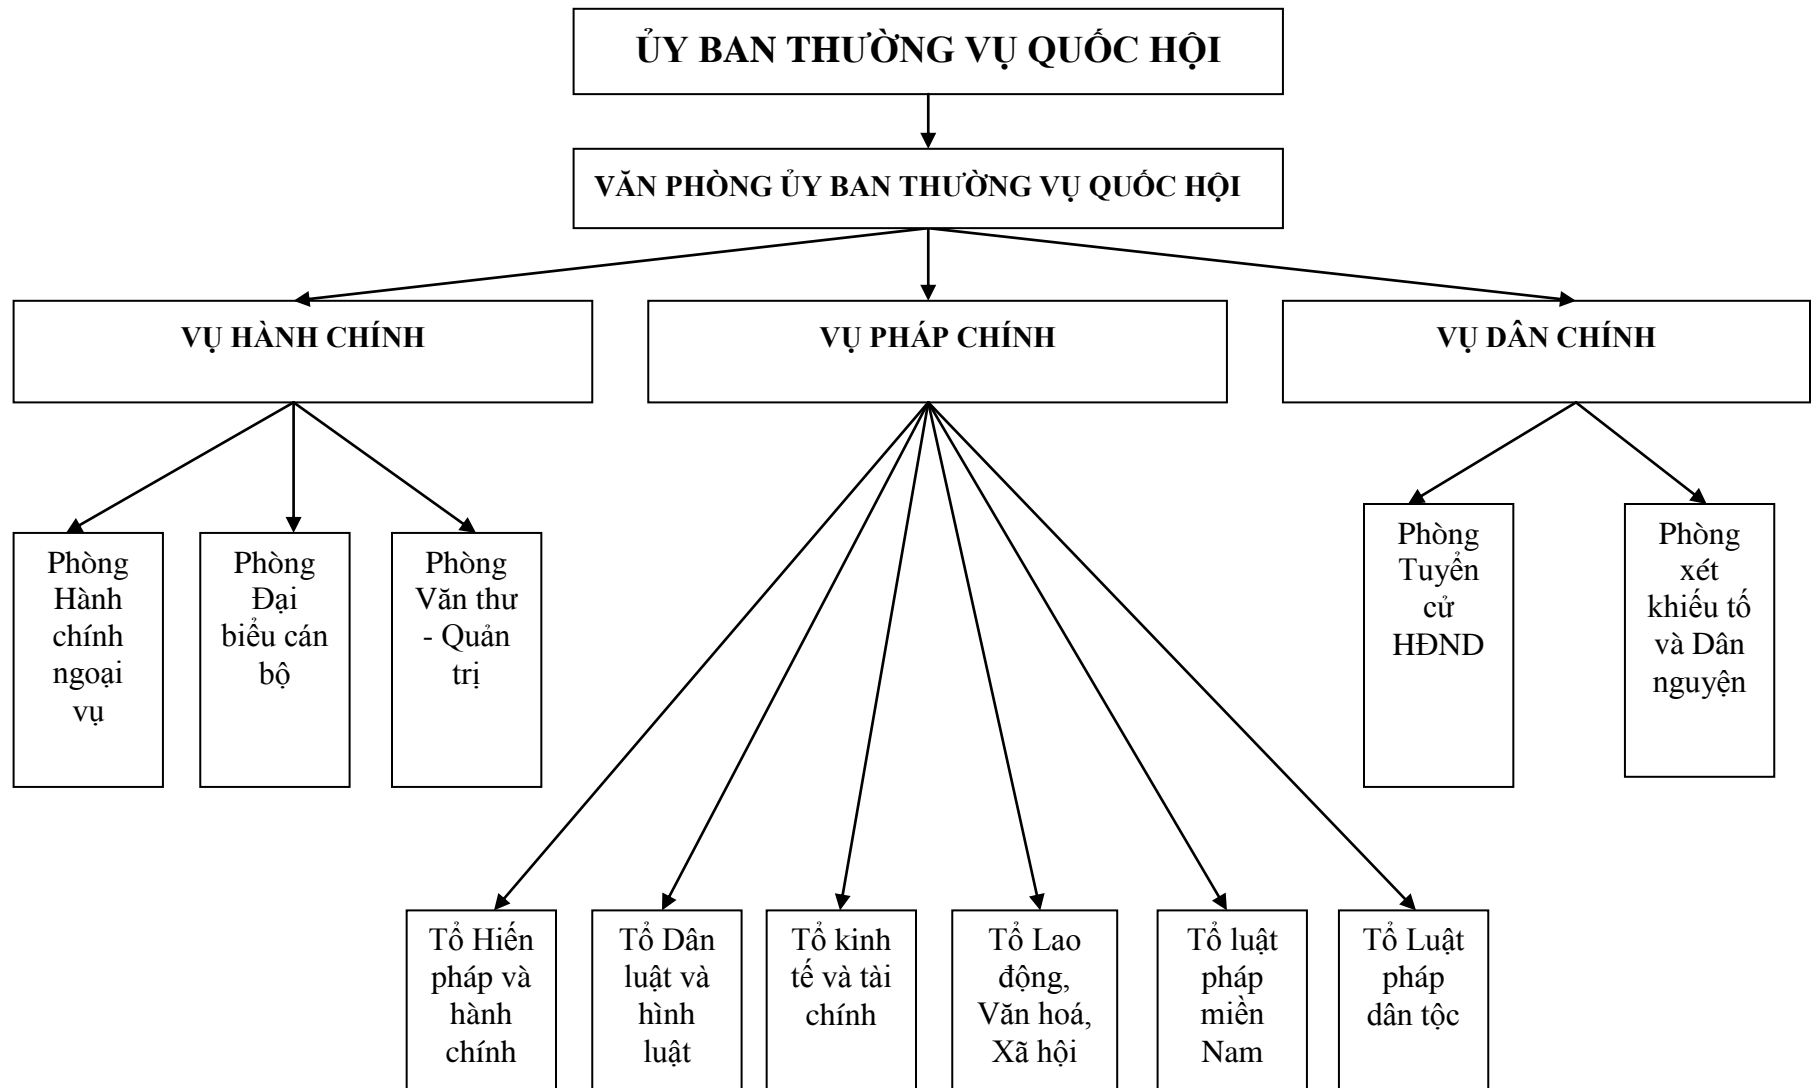 ỦY BAN THƯỜNG VỤ QUỐC HỘI
VĂN PHÒNG ỦY BAN THƯỜNG VỤ QUỐC HỘI
VỤ HÀNH CHÍNH
VỤ PHÁP CHÍNH
VỤ DÂN CHÍNH
Phòng
Hành
chính
ngoại
vụ
Phòng
Đại
biểu cán
bộ
Phòng
Văn thư
- Quản
trị
Phòng
Tuyển
cử
HĐND
Phòng
xét
khiếu tố
và Dân
nguyện
Tổ Hiến
pháp và
hành
chính
Tổ Dân
luật và
hình
luật
Tổ kinh
tế và tài
chính
Tổ Lao
động,
Văn hoá,
Xã hội
Tổ luật
pháp
miền
Nam
Tổ Luật
pháp
dân tộc